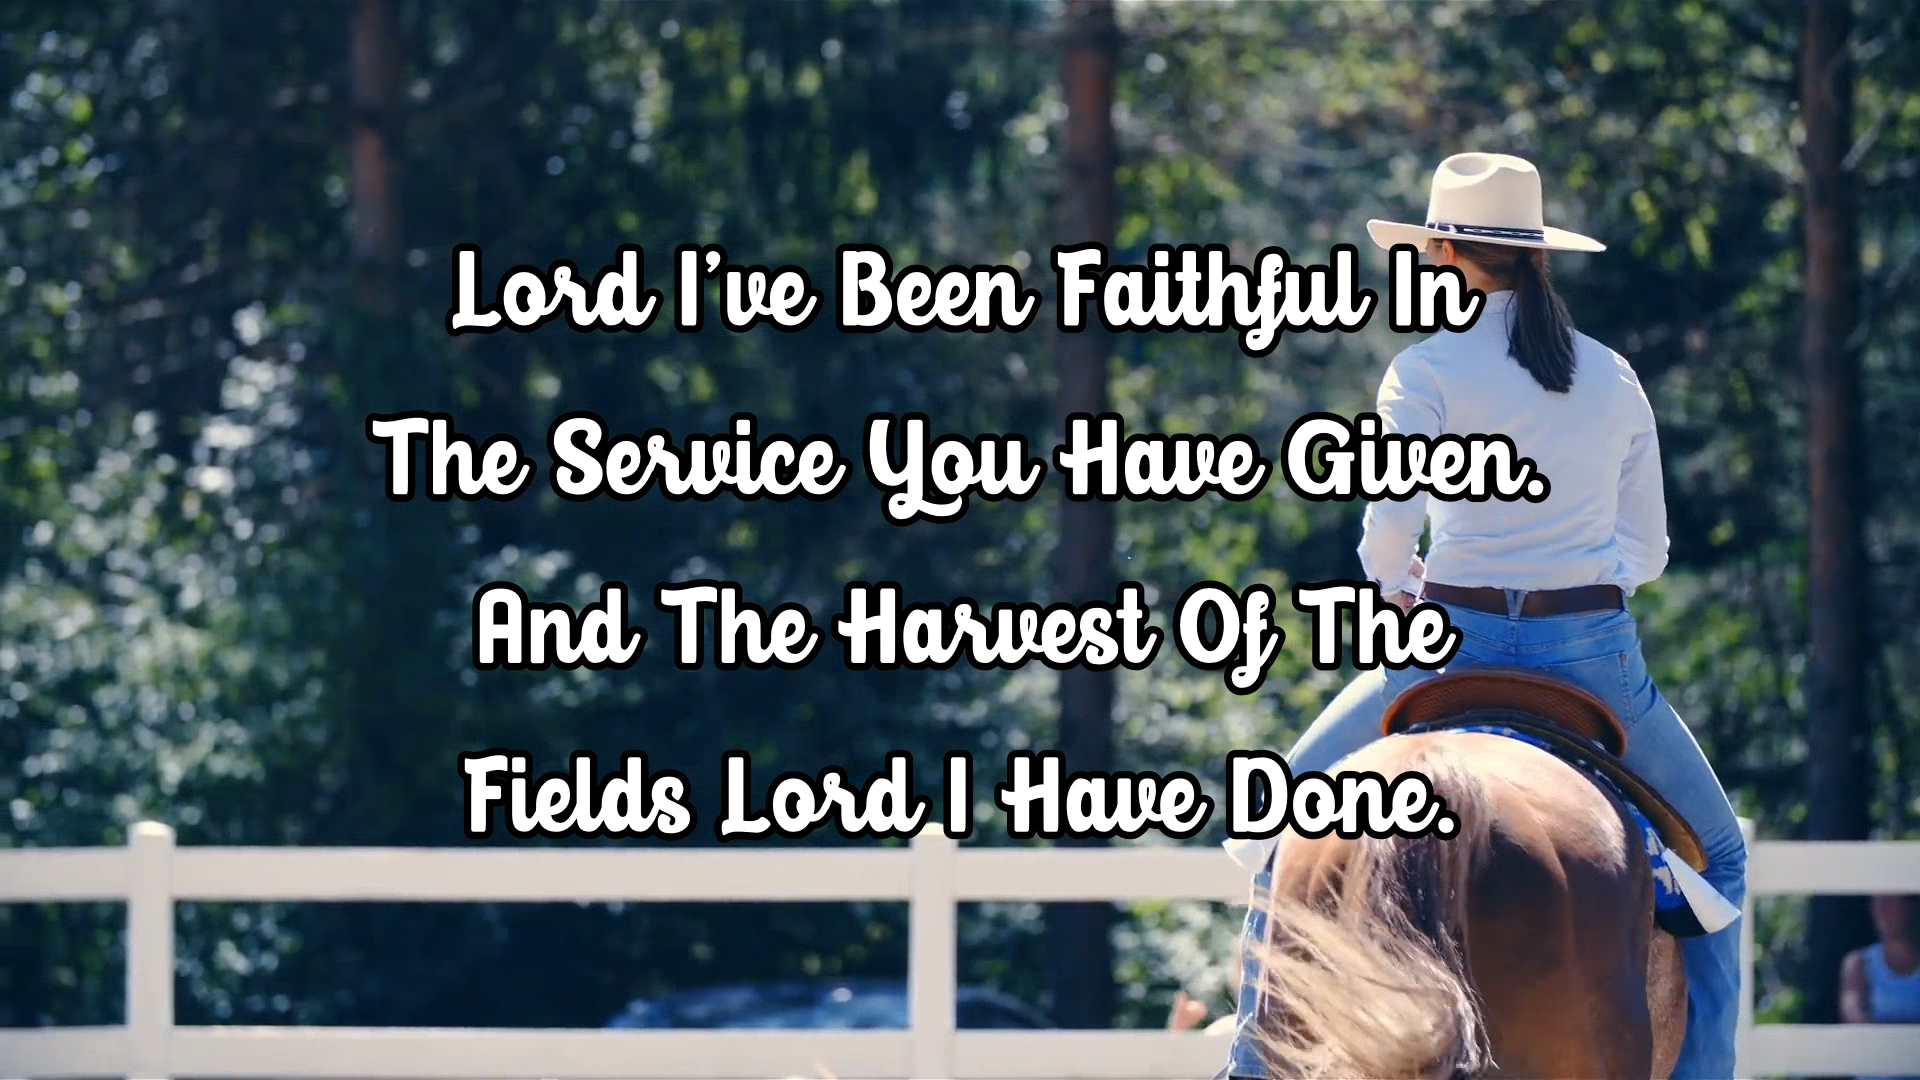 Lord I've Been Faithful In
The Service You Have Given.
And The Harvest Of The
Fields Lord I Have Done.